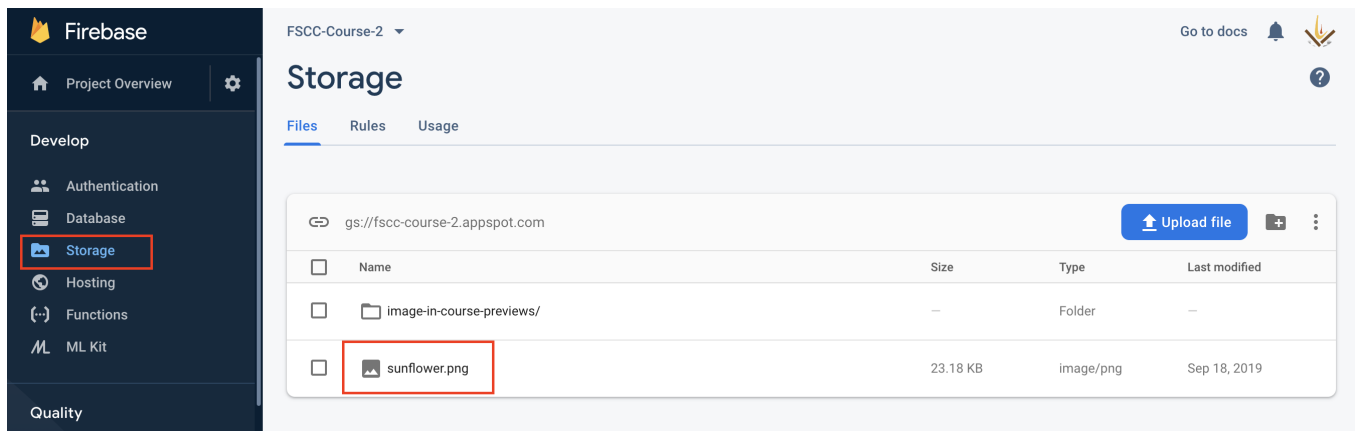 Firebase
Project Overview
Develop
Authentication
Database
Storage
Hosting
Functions
ML Kit
Quality
FSCC-Course-2
Go to docs
Storage
Files Rules Usage
gs://fscc-course-2.appspot.com Upload file
Name Size Type Last modified
image-in-course-previews/ — Folder —
sunflower.png 23.18 KB image/png Sep 18, 2019